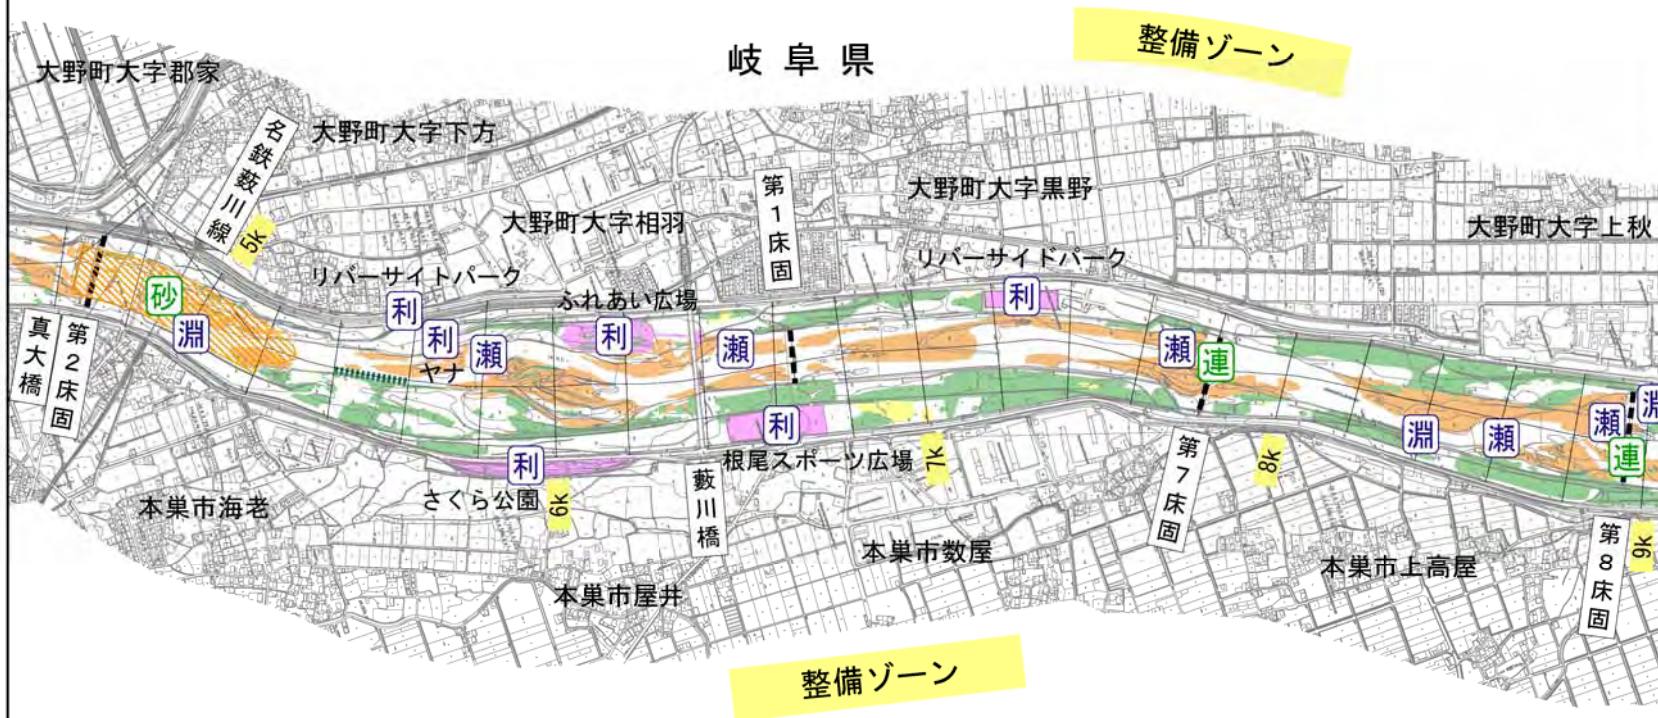 整備ゾーン
岐阜県
大野町大字郡家
名鉄薮川線
大野町大字下方
5k
大野町大字相羽
第1床固
大野町大字黒野
大野町大字上秋
リバーサイトパーク
ふれあい広場
リバーサイドパーク
砂
淵
利
利
瀬
ヤナ
利
瀬
利
瀬
連
利
利
淵
瀬
瀬
連
淵
真大橋
第2床固
さくら公園
6k
藪川橋
根尾スポーツ広場
7k
第7床固
8k
第8床固
9k
本巣市海老
本巣市屋井
本巣市数屋
本巣市上高屋
整備ゾーン